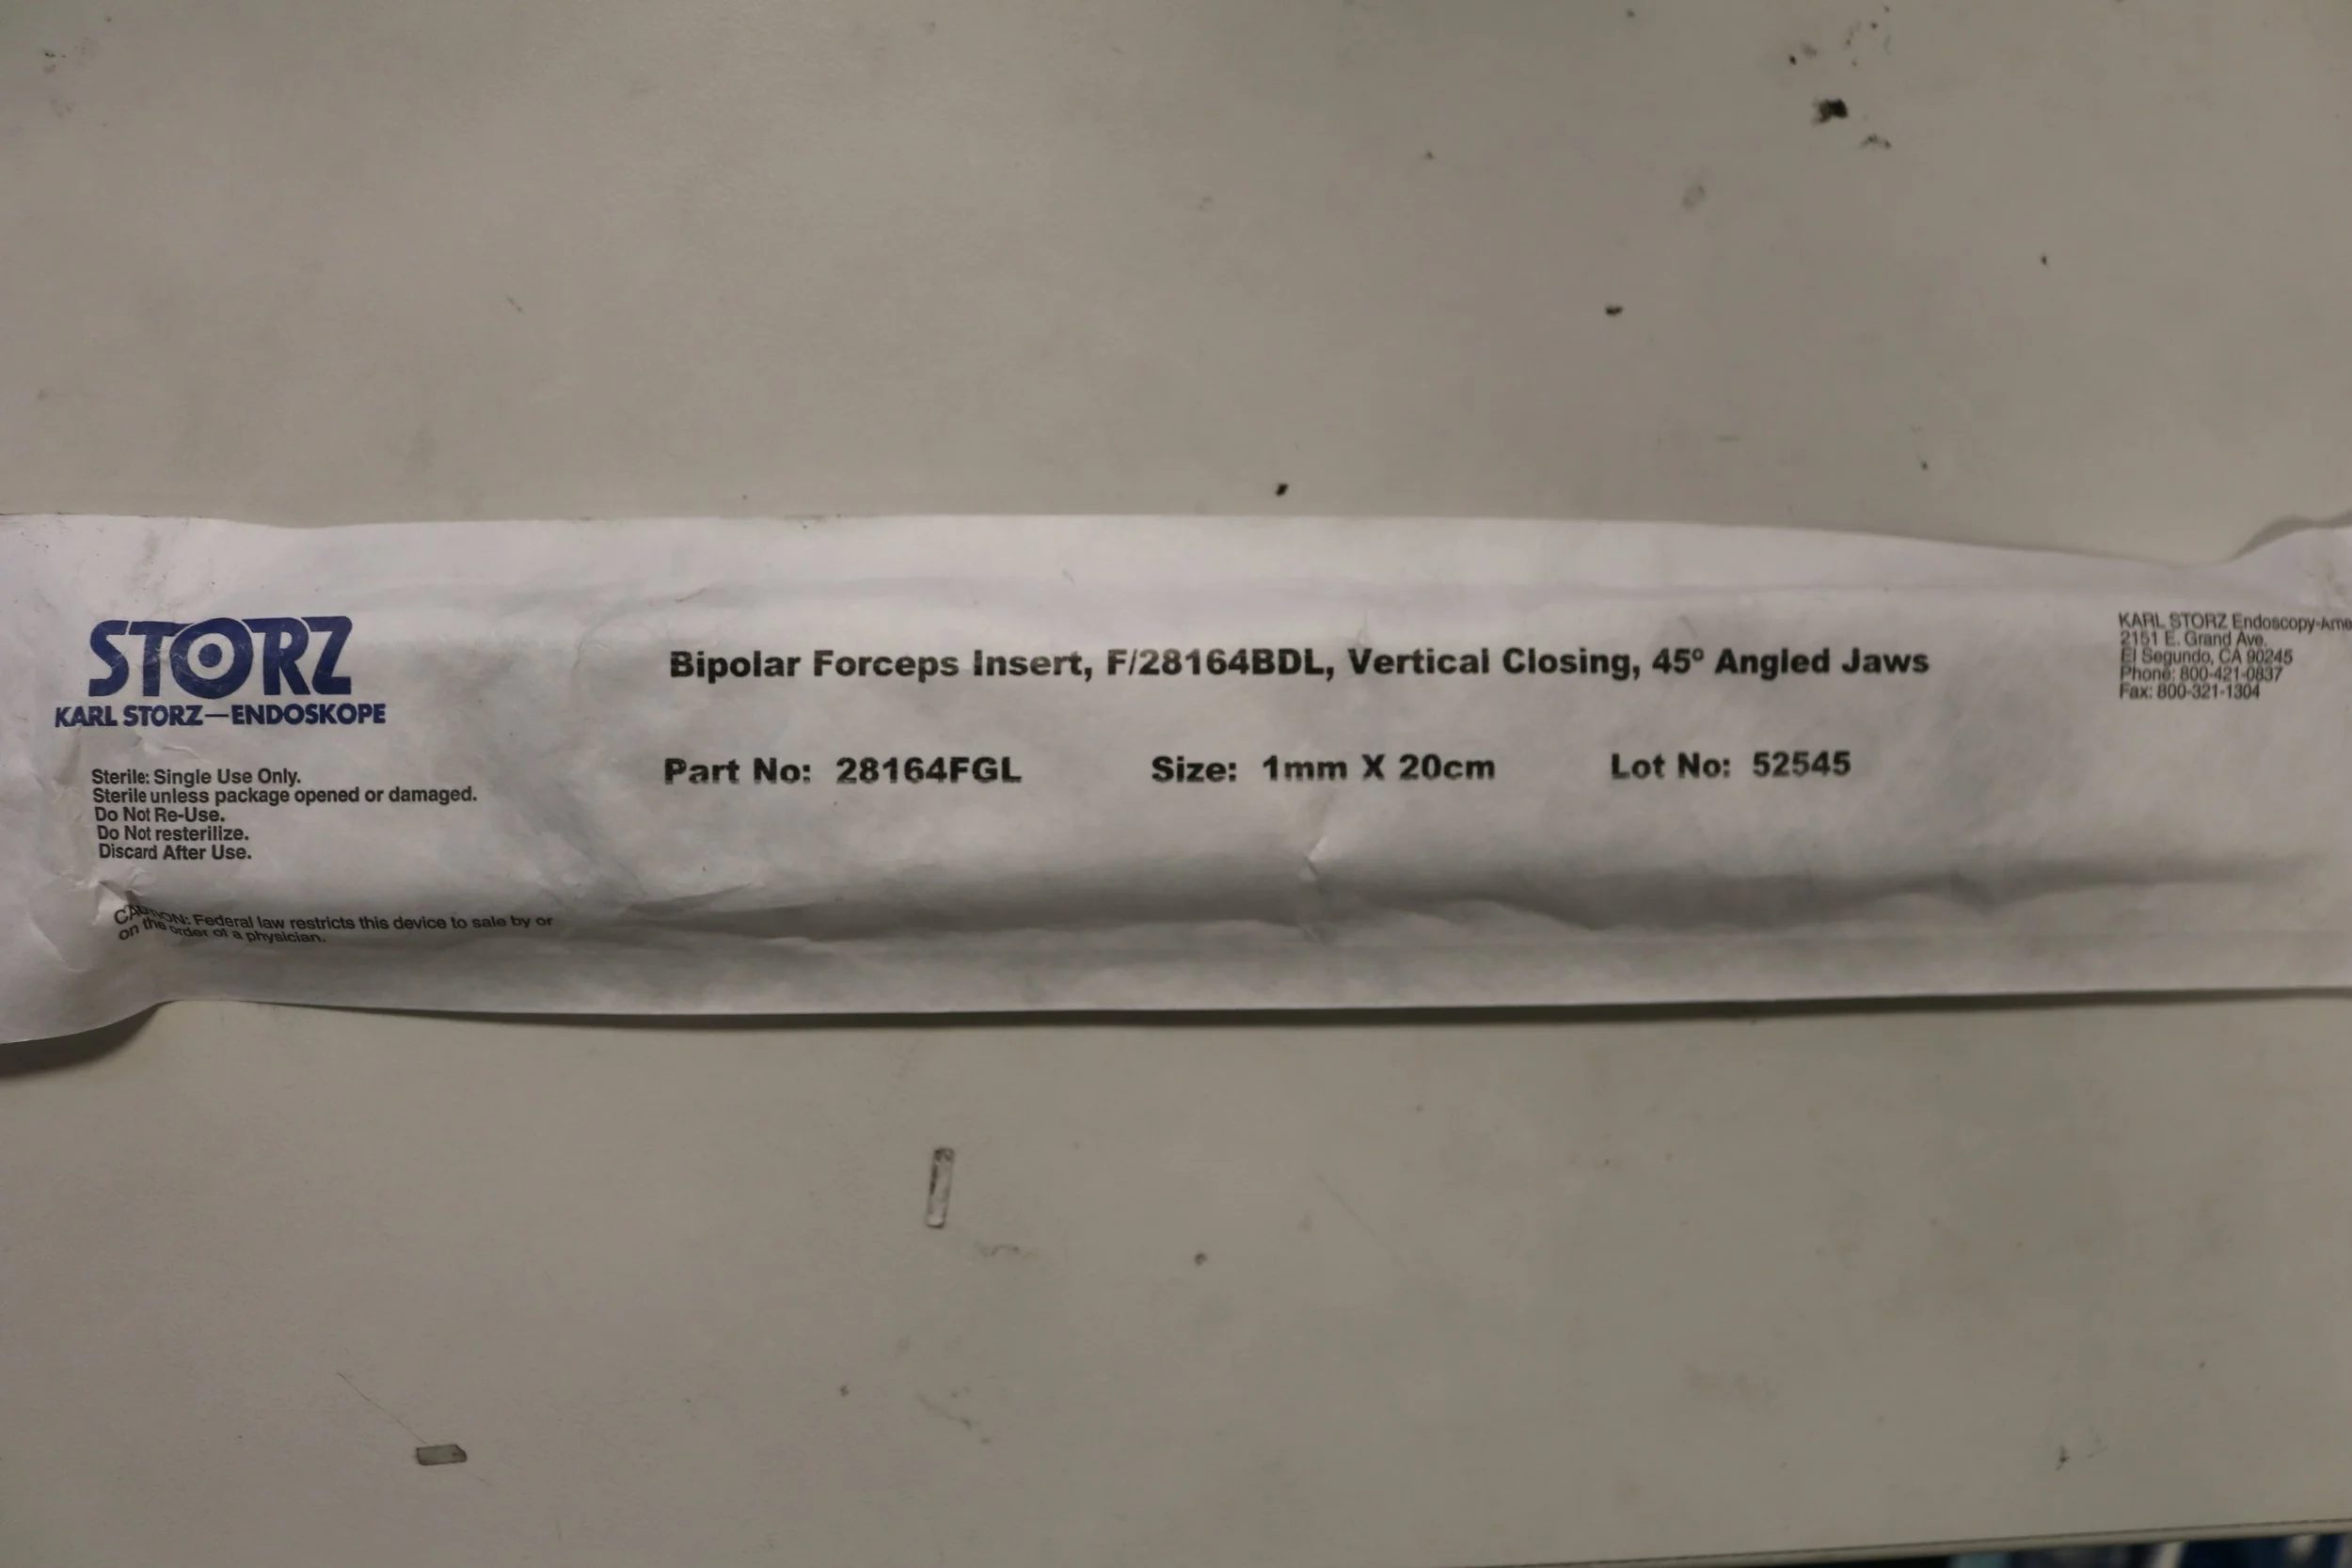 STORZ
KARL STORZ—ENDOSKOPE
Sterile: Single Use Only.
Sterile unless package opened or damaged.
Do Not Re-Use.
Do Not resterilize.
Discard After Use.
CAUTION: Federal law restricts this device to sale by or
on the order of a physician.
Bipolar Forceps Insert, F/28164BDL, Vertical Closing, 45º Angled Jaws
Part No: 28164FGL Size: 1mm X 20cm Lot No: 52545
KARL STORZ Endoscopy-Ame
2151 E. Grand Ave.
El Segundo, CA 90245
Phone: 800-421-0837
Fax: 800-321-1304